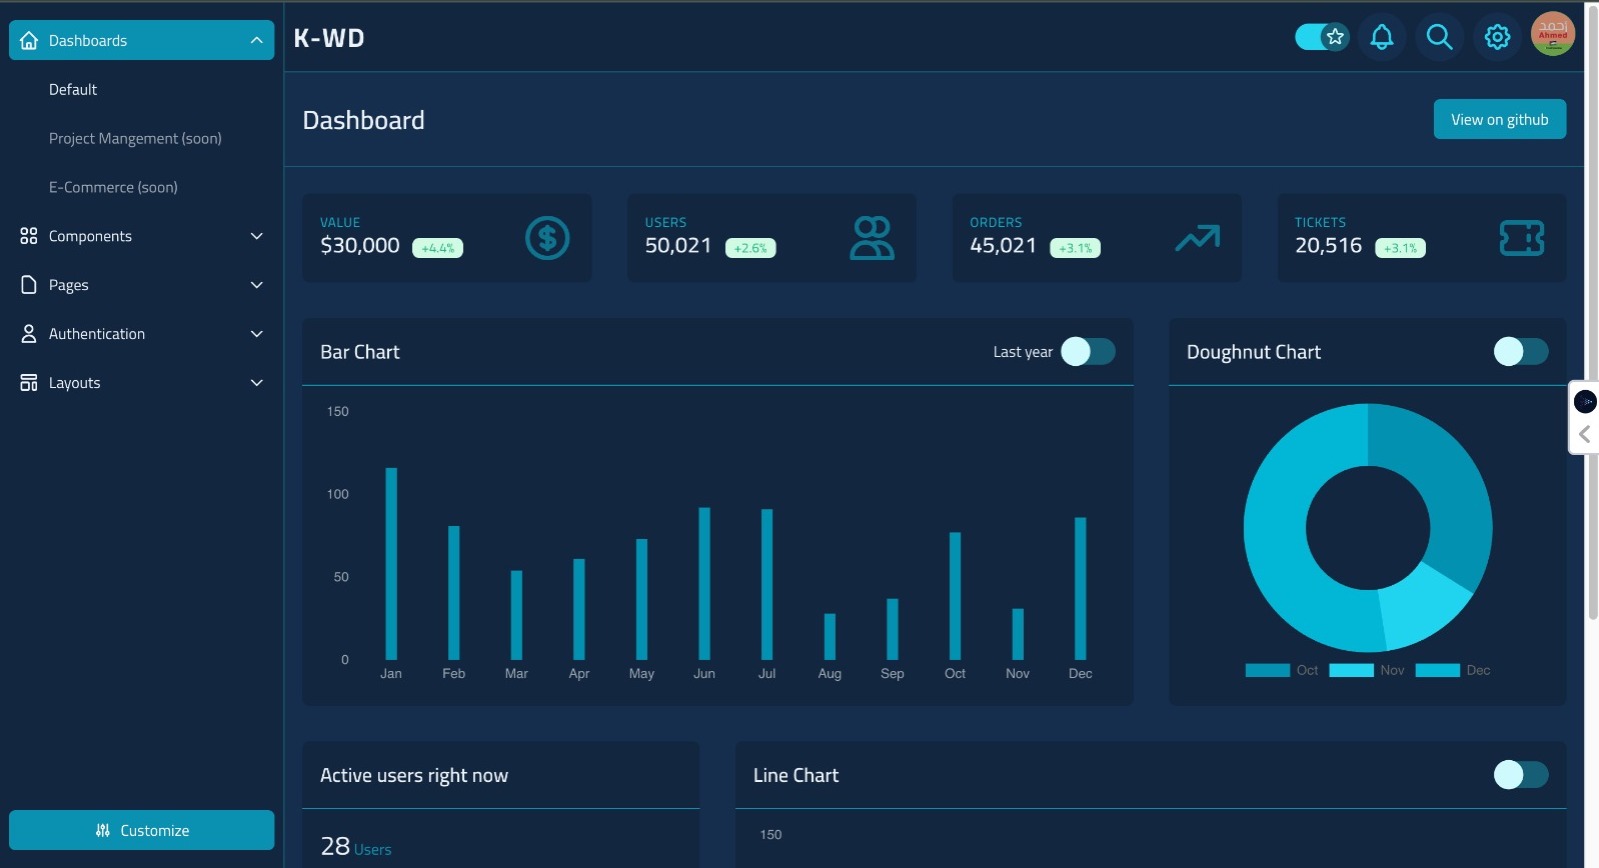 Dashboards
Default
Project Mangement (soon)
E-Commerce (soon)
Components
Pages
Authentication
Layouts
Customize
K-WD
Ahmed
Dashboard
View on github
VALUE
$30,000 +4.4%
USERS
50,021 +2.6%
ORDERS
45,021 +3.1%
TICKETS
20,516 +3.1%
Bar Chart
Last year
150
100
50
0
Jan Feb Mar Apr May Jun Jul Aug Sep Oct Nov Dec
Doughnut Chart
Oct Nov Dec
Active users right now
28 Users
Line Chart
150